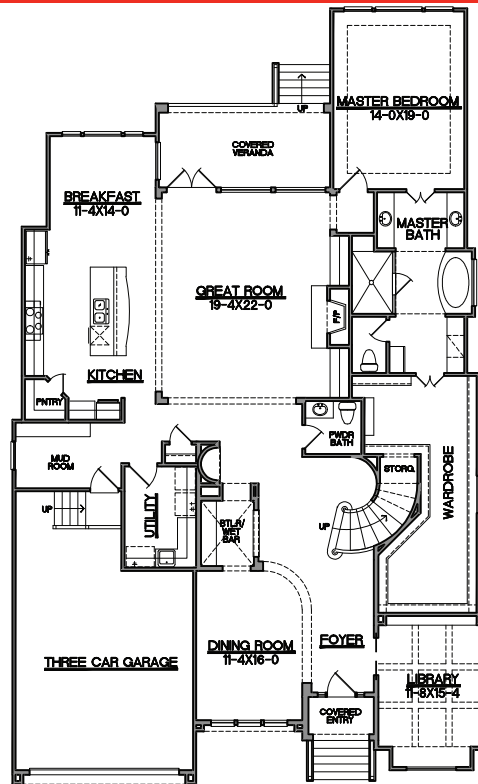 UP
MASTER BEDROOM
14-0X19-0
COVERED
VERANDA
BREAKFAST
11-4X14-0
MASTER
BATH
GREAT ROOM
19-4X22-0
F/P
KITCHEN
PNTRY
PWDR
BATH
MUD
ROOM
STORG.
WARDROBE
UP
UTILITY
BTLR/
WET
BAR
UP
DINING ROOM
11-4X16-0
FOYER
THREE CAR GARAGE
LIBRARY
11-8X15-4
COVERED
ENTRY